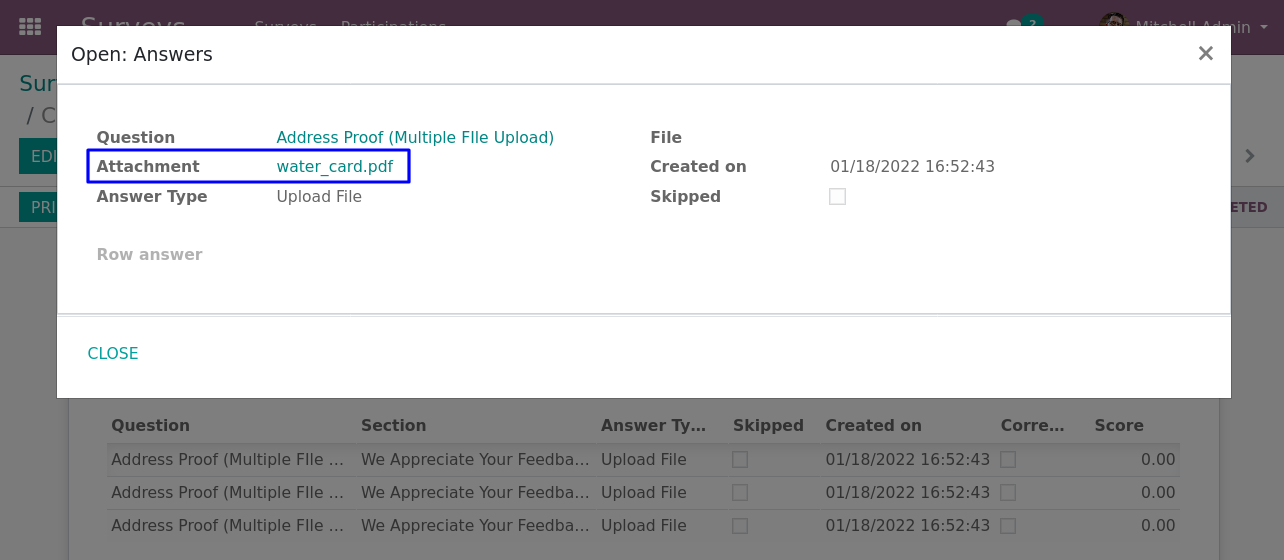 Surveys Surveys Participations 2 Mitchell Admin
Open: Answers ×
Sur
/ C
EDI
PRI
ETED
Question Address Proof (Multiple FIle Upload) File
Attachment water_card.pdf Created on 01/18/2022 16:52:43
Answer Type Upload File Skipped
Row answer
CLOSE
Question Section Answer Ty... Skipped Created on Corre... Score
Address Proof (Multiple FIle ... We Appreciate Your Feedba... Upload File 01/18/2022 16:52:43 0.00
Address Proof (Multiple FIle ... We Appreciate Your Feedba... Upload File 01/18/2022 16:52:43 0.00
Address Proof (Multiple FIle ... We Appreciate Your Feedba... Upload File 01/18/2022 16:52:43 0.00